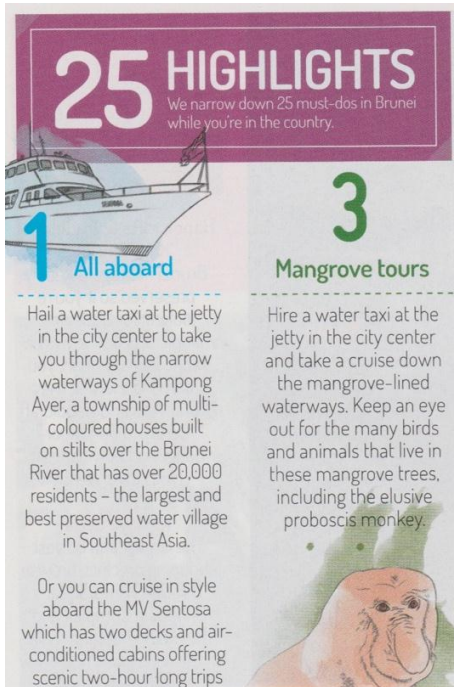 25 HIGHLIGHTS
We narrow down 25 must-dos in Brunei
while you're in the country.
1 All aboard
Hail a water taxi at the jetty
in the city center to take
you through the narrow
waterways of Kampong
Ayer, a township of multi-
coloured houses built
on stilts over the Brunei
River that has over 20,000
residents – the largest and
best preserved water village
in Southeast Asia.
Or you can cruise in style
aboard the MV Sentosa
which has two decks and air-
conditioned cabins offering
scenic two-hour long trips
3
Mangrove tours
Hire a water taxi at the
jetty in the city center
and take a cruise down
the mangrove-lined
waterways. Keep an eye
out for the many birds
and animals that live in
these mangrove trees,
including the elusive
proboscis monkey.